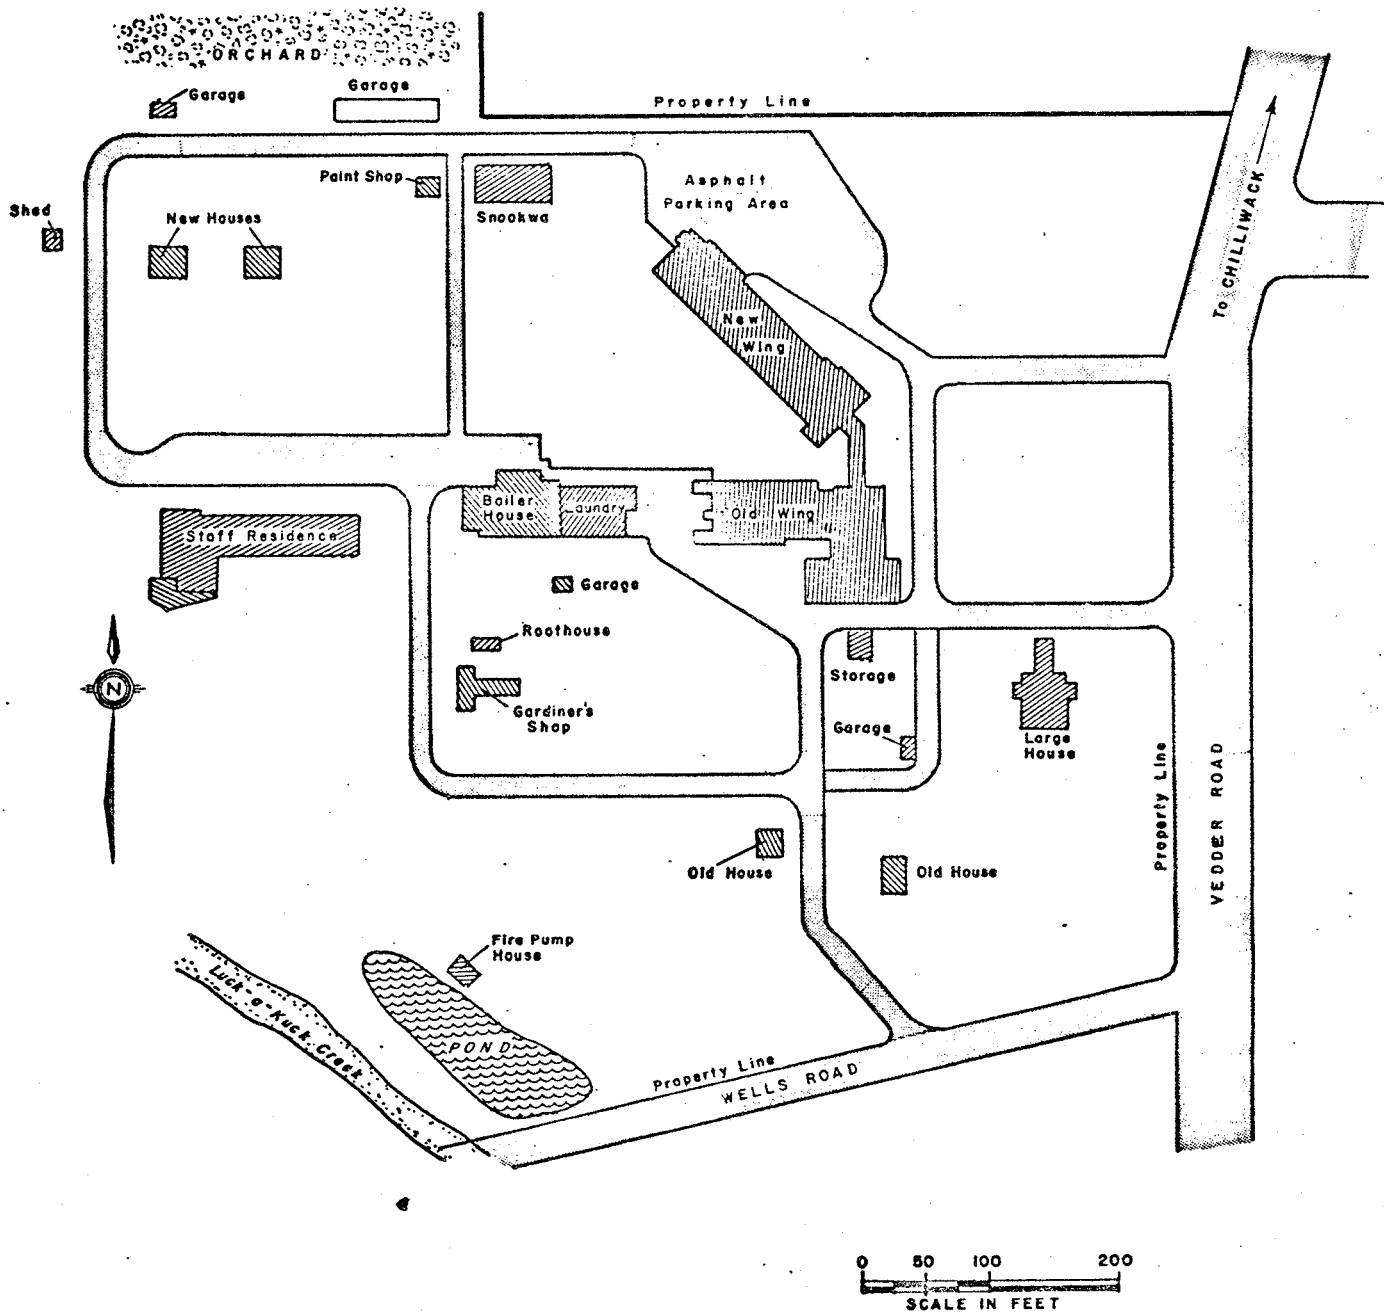 ORCHARD
Garage
Garage
Property Line
Paint Shop
Snookwa
Asphalt
Parking Area
Shed
New Houses
To CHILLIWACK
New
Wing
Boiler
House
Laundry
Old Wing
Staff Residence
Garage
Roothouse
N
Storage
Gardiner's
Shop
Garage
Large
House
Property Line
VEDDER ROAD
Old House
Old House
Fire Pump
House
Luck-a-Kuck Creek
POND
Property Line
WELLS ROAD
0 50 100 200
SCALE IN FEET